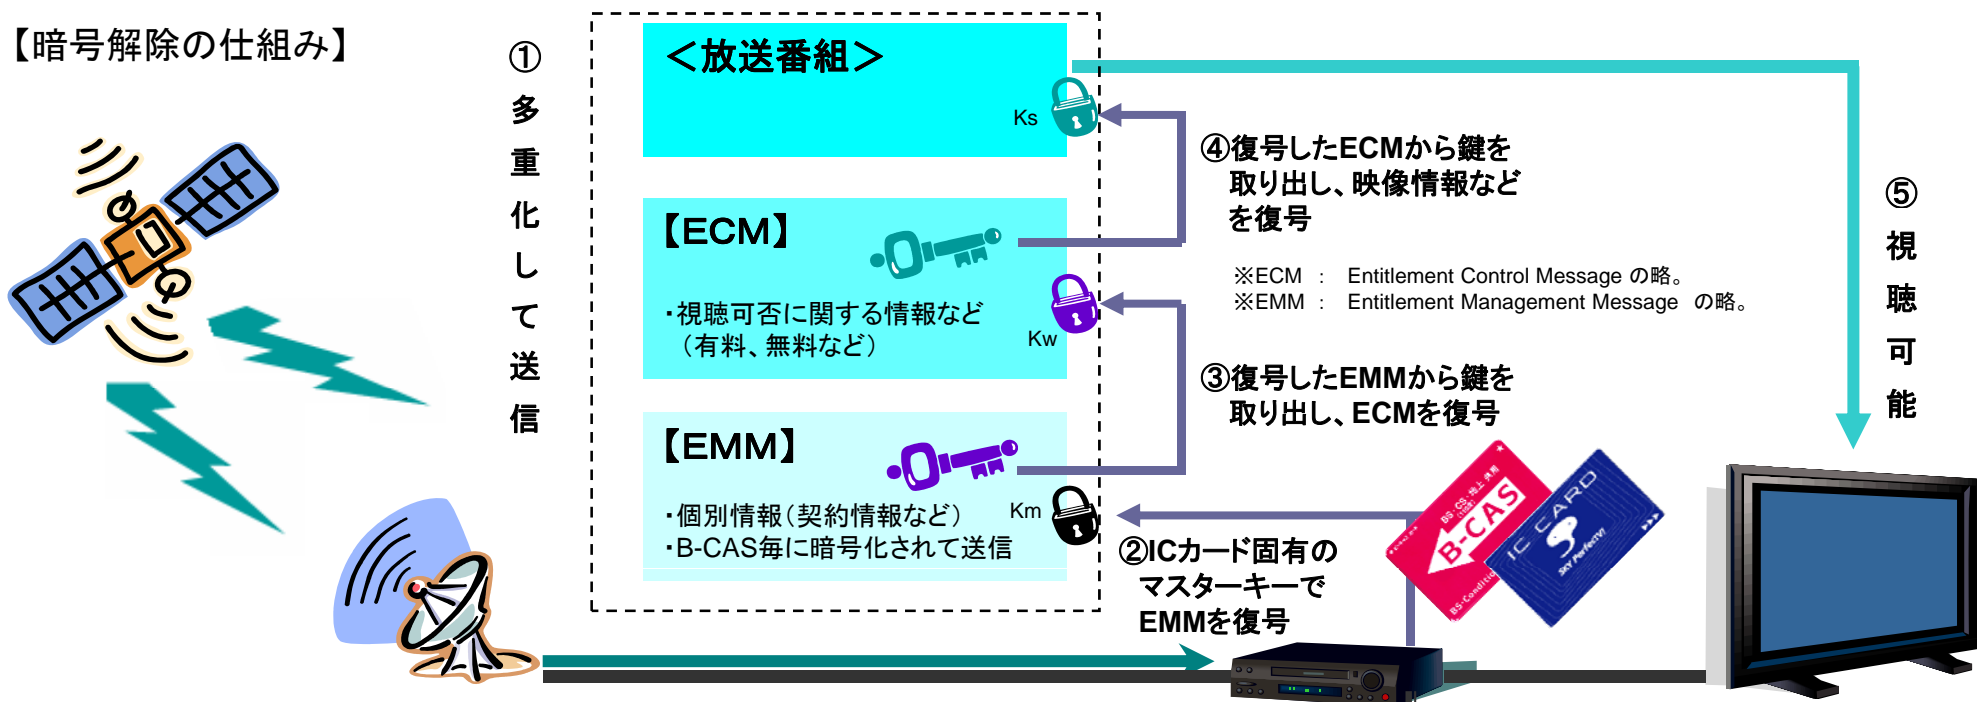 【暗号解除の仕組み】
①多重化して送信
＜放送番組＞
Ks
【ECM】
・視聴可否に関する情報など
（有料、無料など）
Kw
【EMM】
・個別情報（契約情報など）
・B-CAS毎に暗号化されて送信
Km
④復号したECMから鍵を
取り出し、映像情報など
を復号
※ECM ： Entitlement Control Message の略。
※EMM ： Entitlement Management Message の略。
③復号したEMMから鍵を
取り出し、ECMを復号
②ICカード固有の
マスターキーで
EMMを復号
BS・CS・地上 共用
B-CAS
IC CARD
SKY PerfecTV!
⑤視聴可能